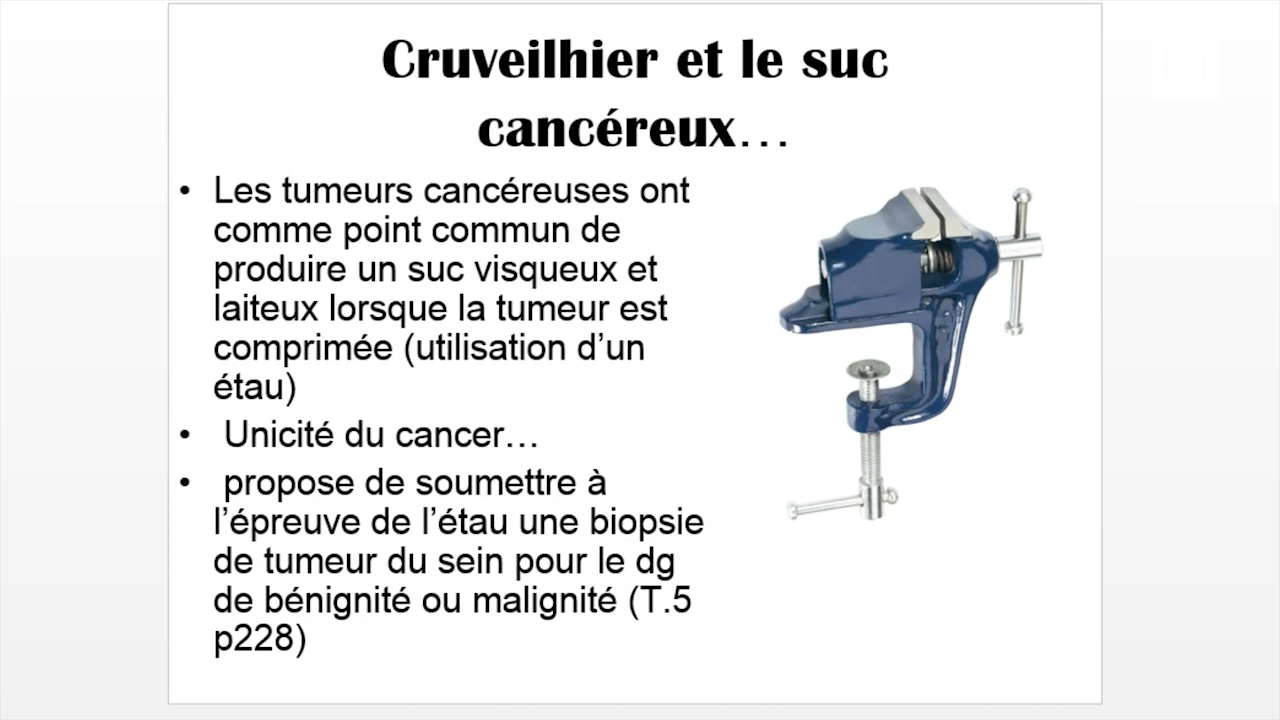 Cruveilhier et le suc
cancéreux…
• Les tumeurs cancéreuses ont
comme point commun de
produire un suc visqueux et
laiteux lorsque la tumeur est
comprimée (utilisation d’un
étau)
• Unicité du cancer…
• propose de soumettre à
l’épreuve de l’étau une biopsie
de tumeur du sein pour le dg
de bénignité ou malignité (T.5
p228)